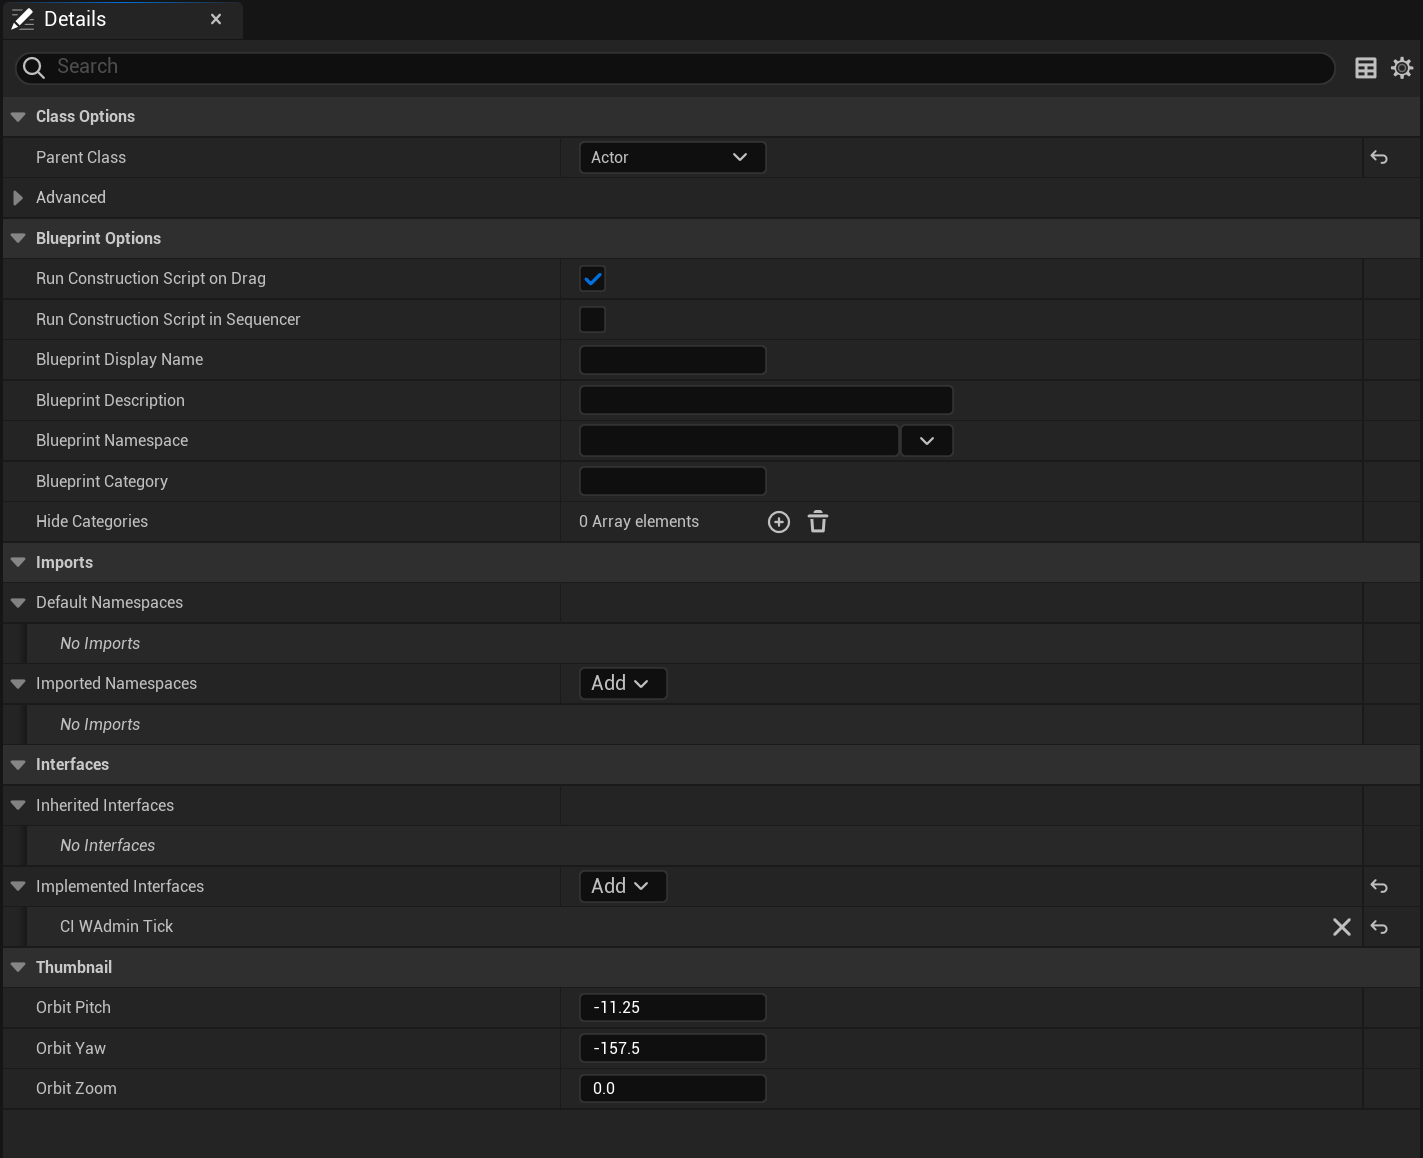 Details
Search
Class Options
Parent Class Actor
Advanced
Blueprint Options
Run Construction Script on Drag
Run Construction Script in Sequencer
Blueprint Display Name
Blueprint Description
Blueprint Namespace
Blueprint Category
Hide Categories 0 Array elements
Imports
Default Namespaces
No Imports
Imported Namespaces Add
No Imports
Interfaces
Inherited Interfaces
No Interfaces
Implemented Interfaces Add
CI WAdmin Tick
Thumbnail
Orbit Pitch -11.25
Orbit Yaw -157.5
Orbit Zoom 0.0